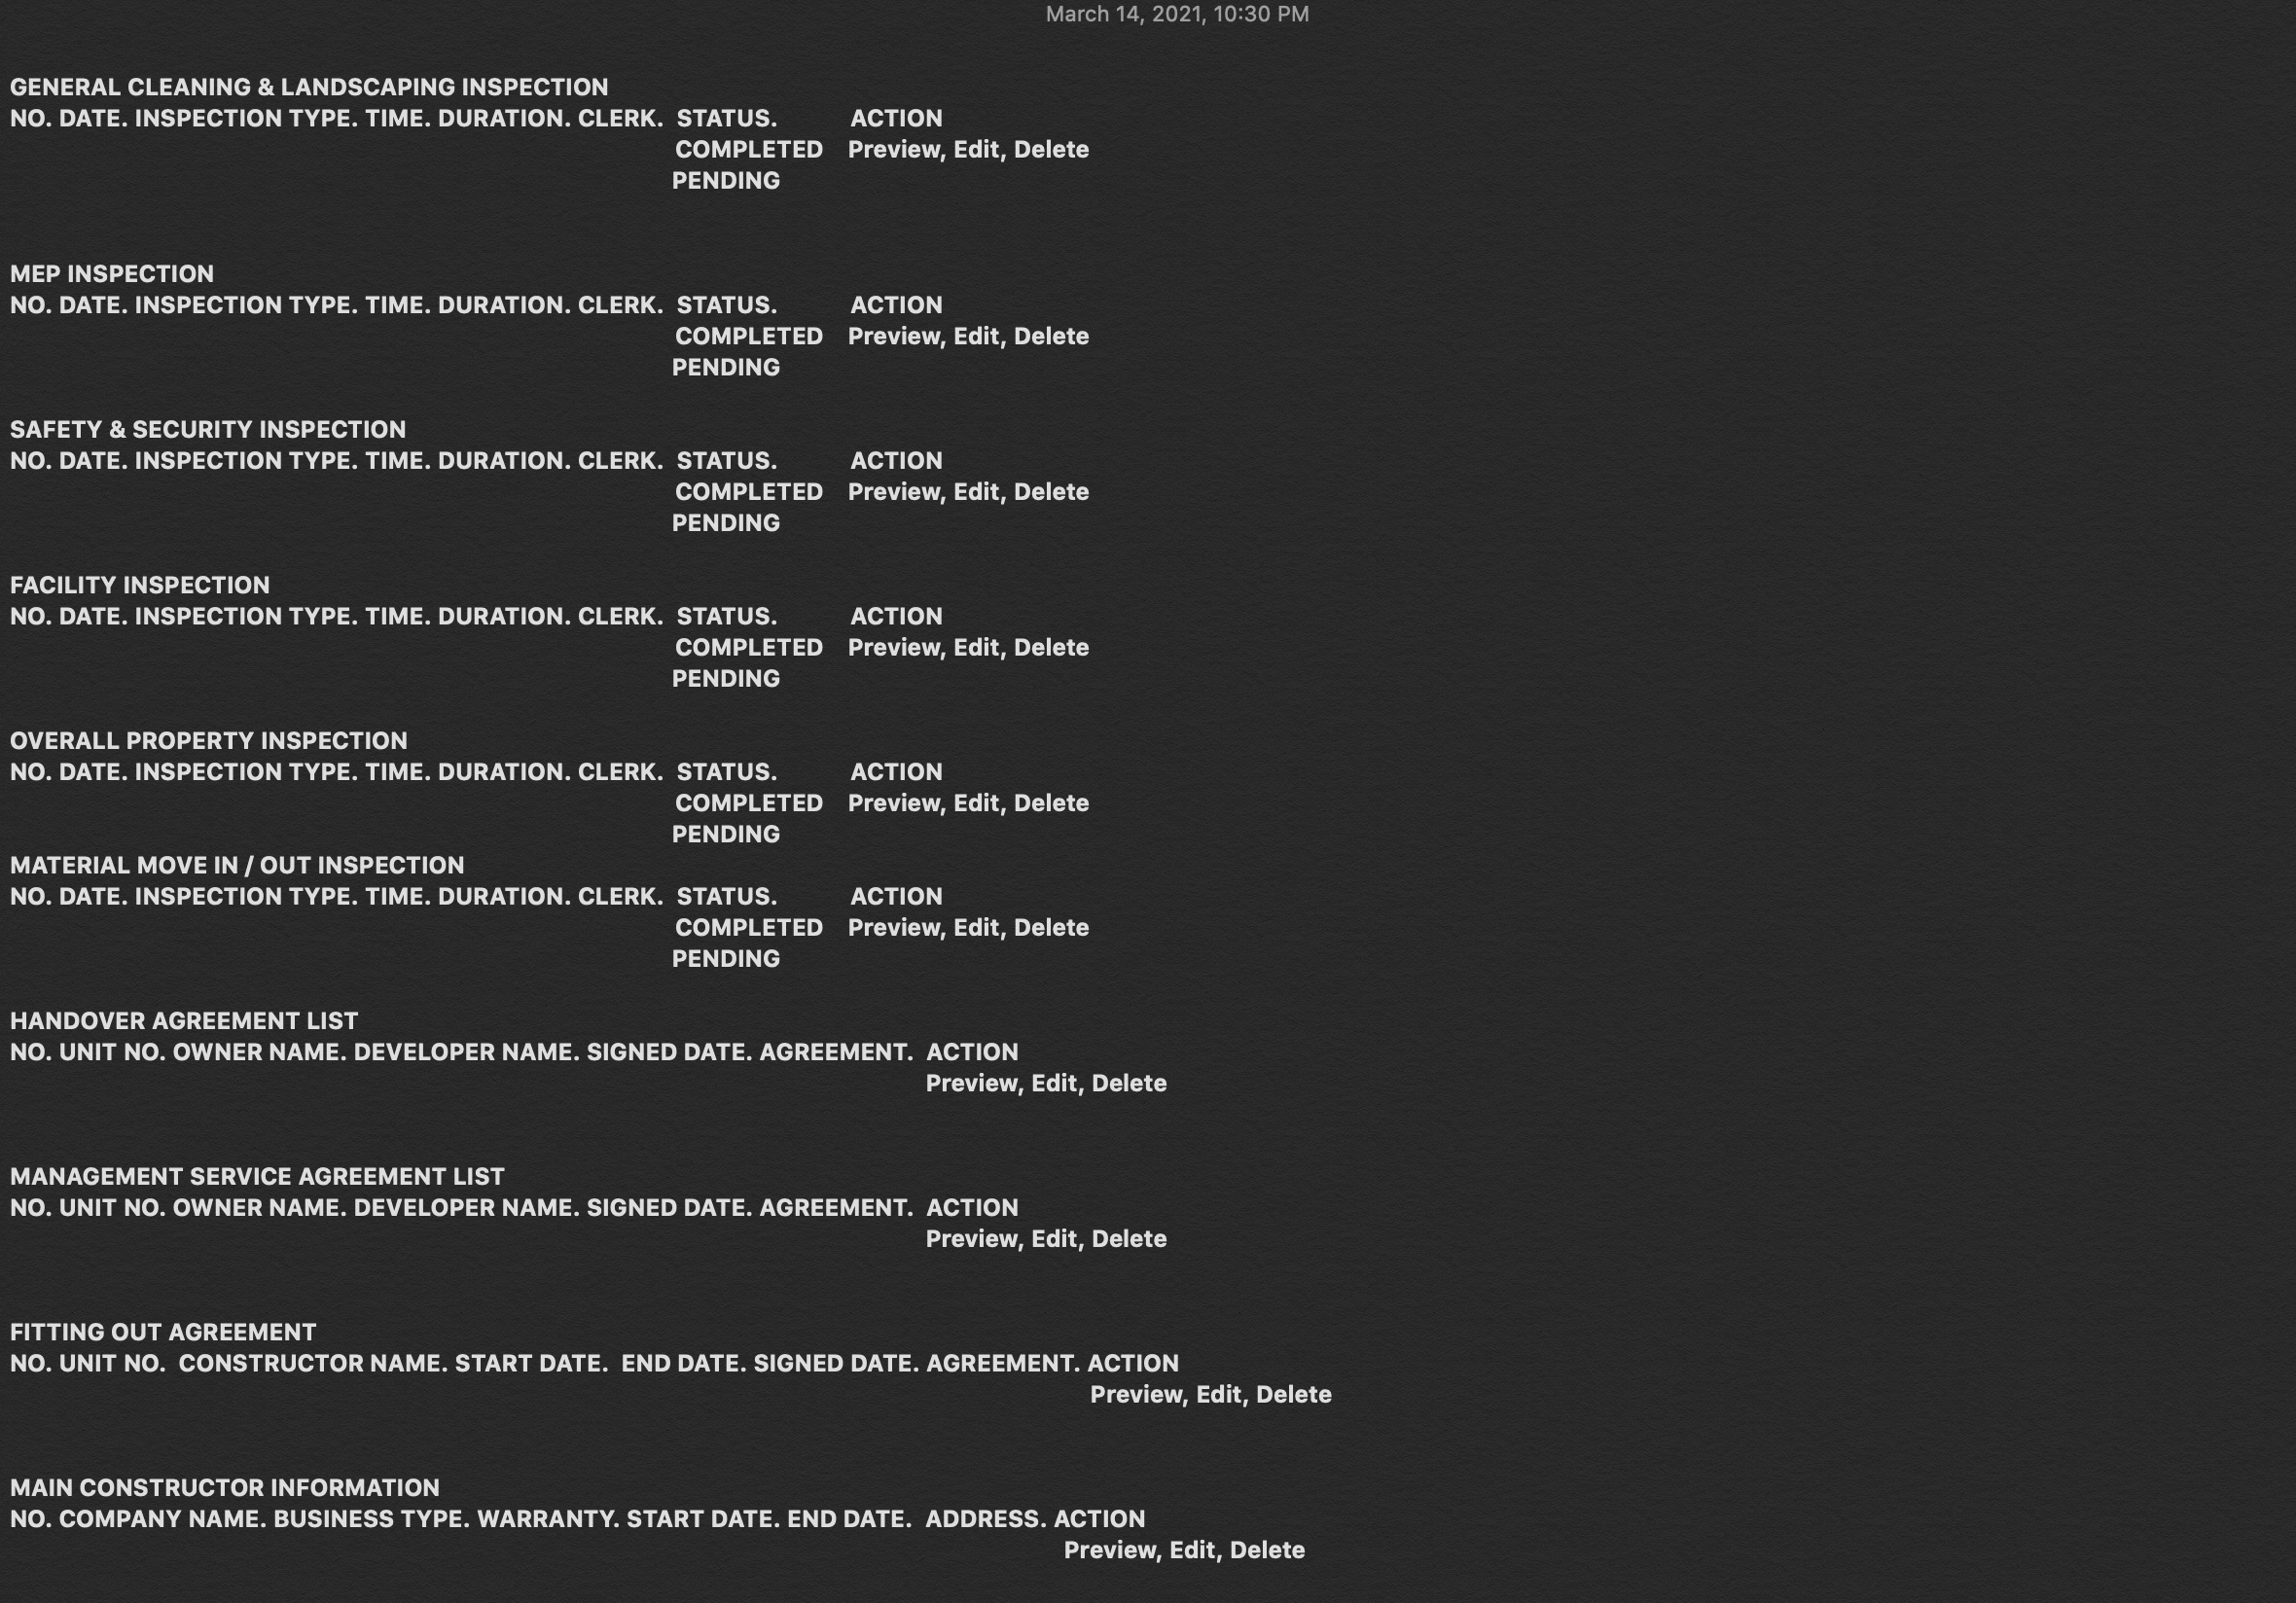 March 14, 2021, 10:30 PM
GENERAL CLEANING & LANDSCAPING INSPECTION
NO. DATE. INSPECTION TYPE. TIME. DURATION. CLERK. STATUS. ACTION
COMPLETED Preview, Edit, Delete
PENDING
MEP INSPECTION
NO. DATE. INSPECTION TYPE. TIME. DURATION. CLERK. STATUS. ACTION
COMPLETED Preview, Edit, Delete
PENDING
SAFETY & SECURITY INSPECTION
NO. DATE. INSPECTION TYPE. TIME. DURATION. CLERK. STATUS. ACTION
COMPLETED Preview, Edit, Delete
PENDING
FACILITY INSPECTION
NO. DATE. INSPECTION TYPE. TIME. DURATION. CLERK. STATUS. ACTION
COMPLETED Preview, Edit, Delete
PENDING
OVERALL PROPERTY INSPECTION
NO. DATE. INSPECTION TYPE. TIME. DURATION. CLERK. STATUS. ACTION
COMPLETED Preview, Edit, Delete
PENDING
MATERIAL MOVE IN / OUT INSPECTION
NO. DATE. INSPECTION TYPE. TIME. DURATION. CLERK. STATUS. ACTION
COMPLETED Preview, Edit, Delete
PENDING
HANDOVER AGREEMENT LIST
NO. UNIT NO. OWNER NAME. DEVELOPER NAME. SIGNED DATE. AGREEMENT. ACTION
Preview, Edit, Delete
MANAGEMENT SERVICE AGREEMENT LIST
NO. UNIT NO. OWNER NAME. DEVELOPER NAME. SIGNED DATE. AGREEMENT. ACTION
Preview, Edit, Delete
FITTING OUT AGREEMENT
NO. UNIT NO. CONSTRUCTOR NAME. START DATE. END DATE. SIGNED DATE. AGREEMENT. ACTION
Preview, Edit, Delete
MAIN CONSTRUCTOR INFORMATION
NO. COMPANY NAME. BUSINESS TYPE. WARRANTY. START DATE. END DATE. ADDRESS. ACTION
Preview, Edit, Delete